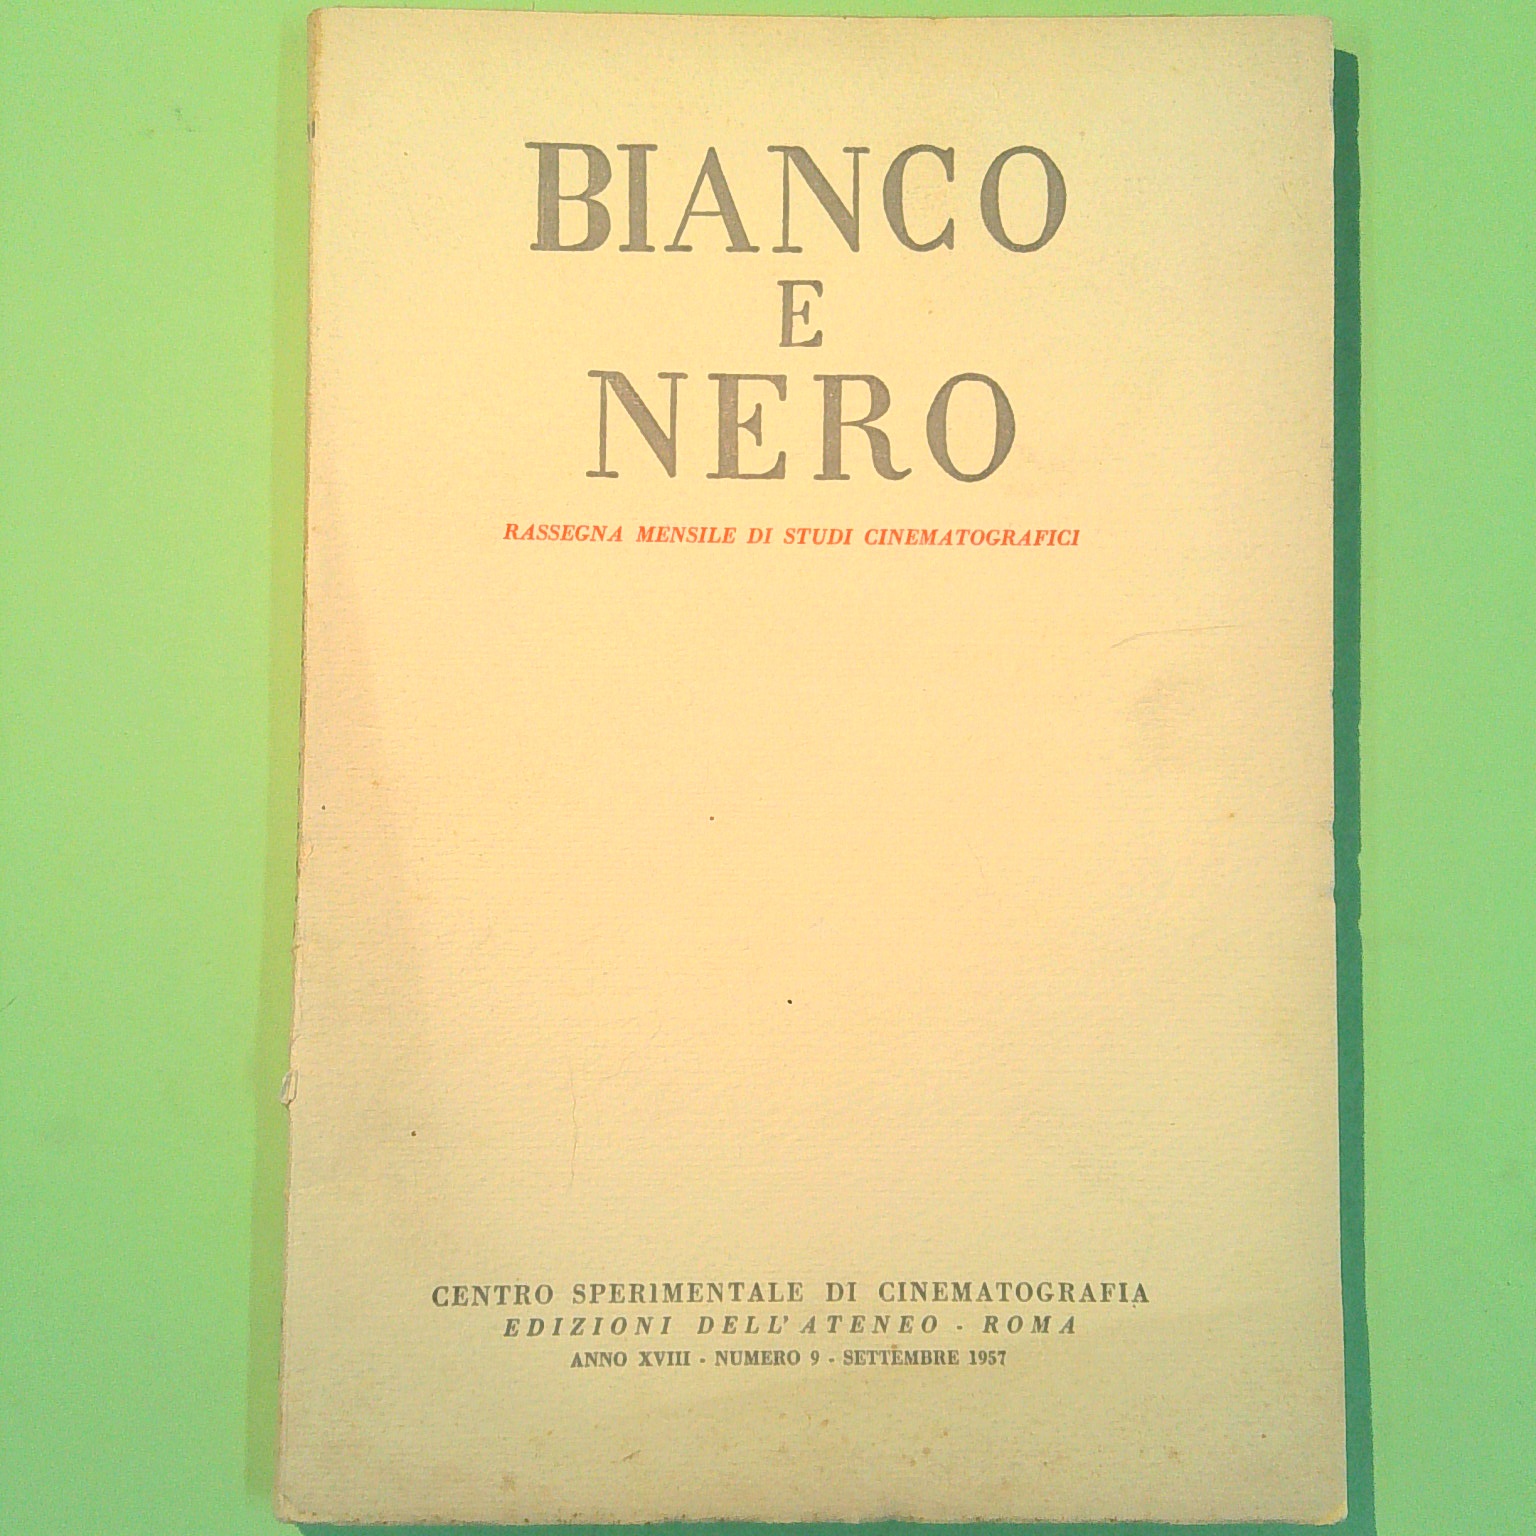 BIANCO
E
NERO
RASSEGNA MENSILE DI STUDI CINEMATOGRAFICI
CENTRO SPERIMENTALE DI CINEMATOGRAFIA
EDIZIONI DELL'ATENEO - ROMA
ANNO XVIII - NUMERO 9 - SETTEMBRE 1957